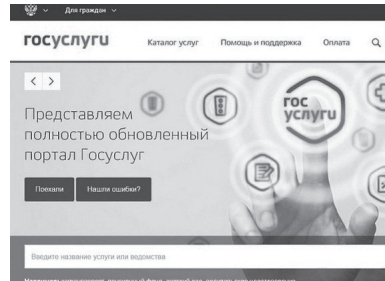 Для граждан
госуслуги
Каталог услуг Помощь и поддержка Оплата
гос
услуги
Представляем
полностью обновленный
портал Госуслуг
Поехали Нашли ошибки?
Введите название услуги или ведомства